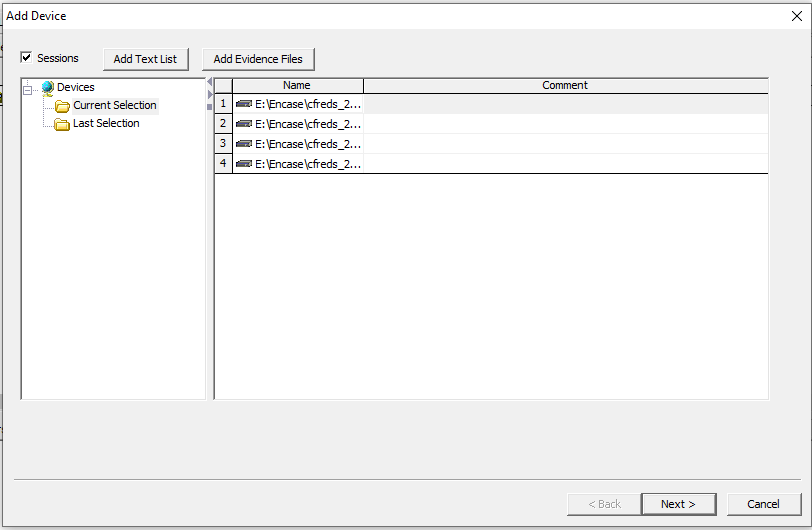 Add Device
Sessions
Add Text List
Add Evidence Files
Devices
Current Selection
Last Selection
Name
Comment
1 E:\Encase\cfreds_2...
2 E:\Encase\cfreds_2...
3 E:\Encase\cfreds_2...
4 E:\Encase\cfreds_2...
< Back
Next >
Cancel